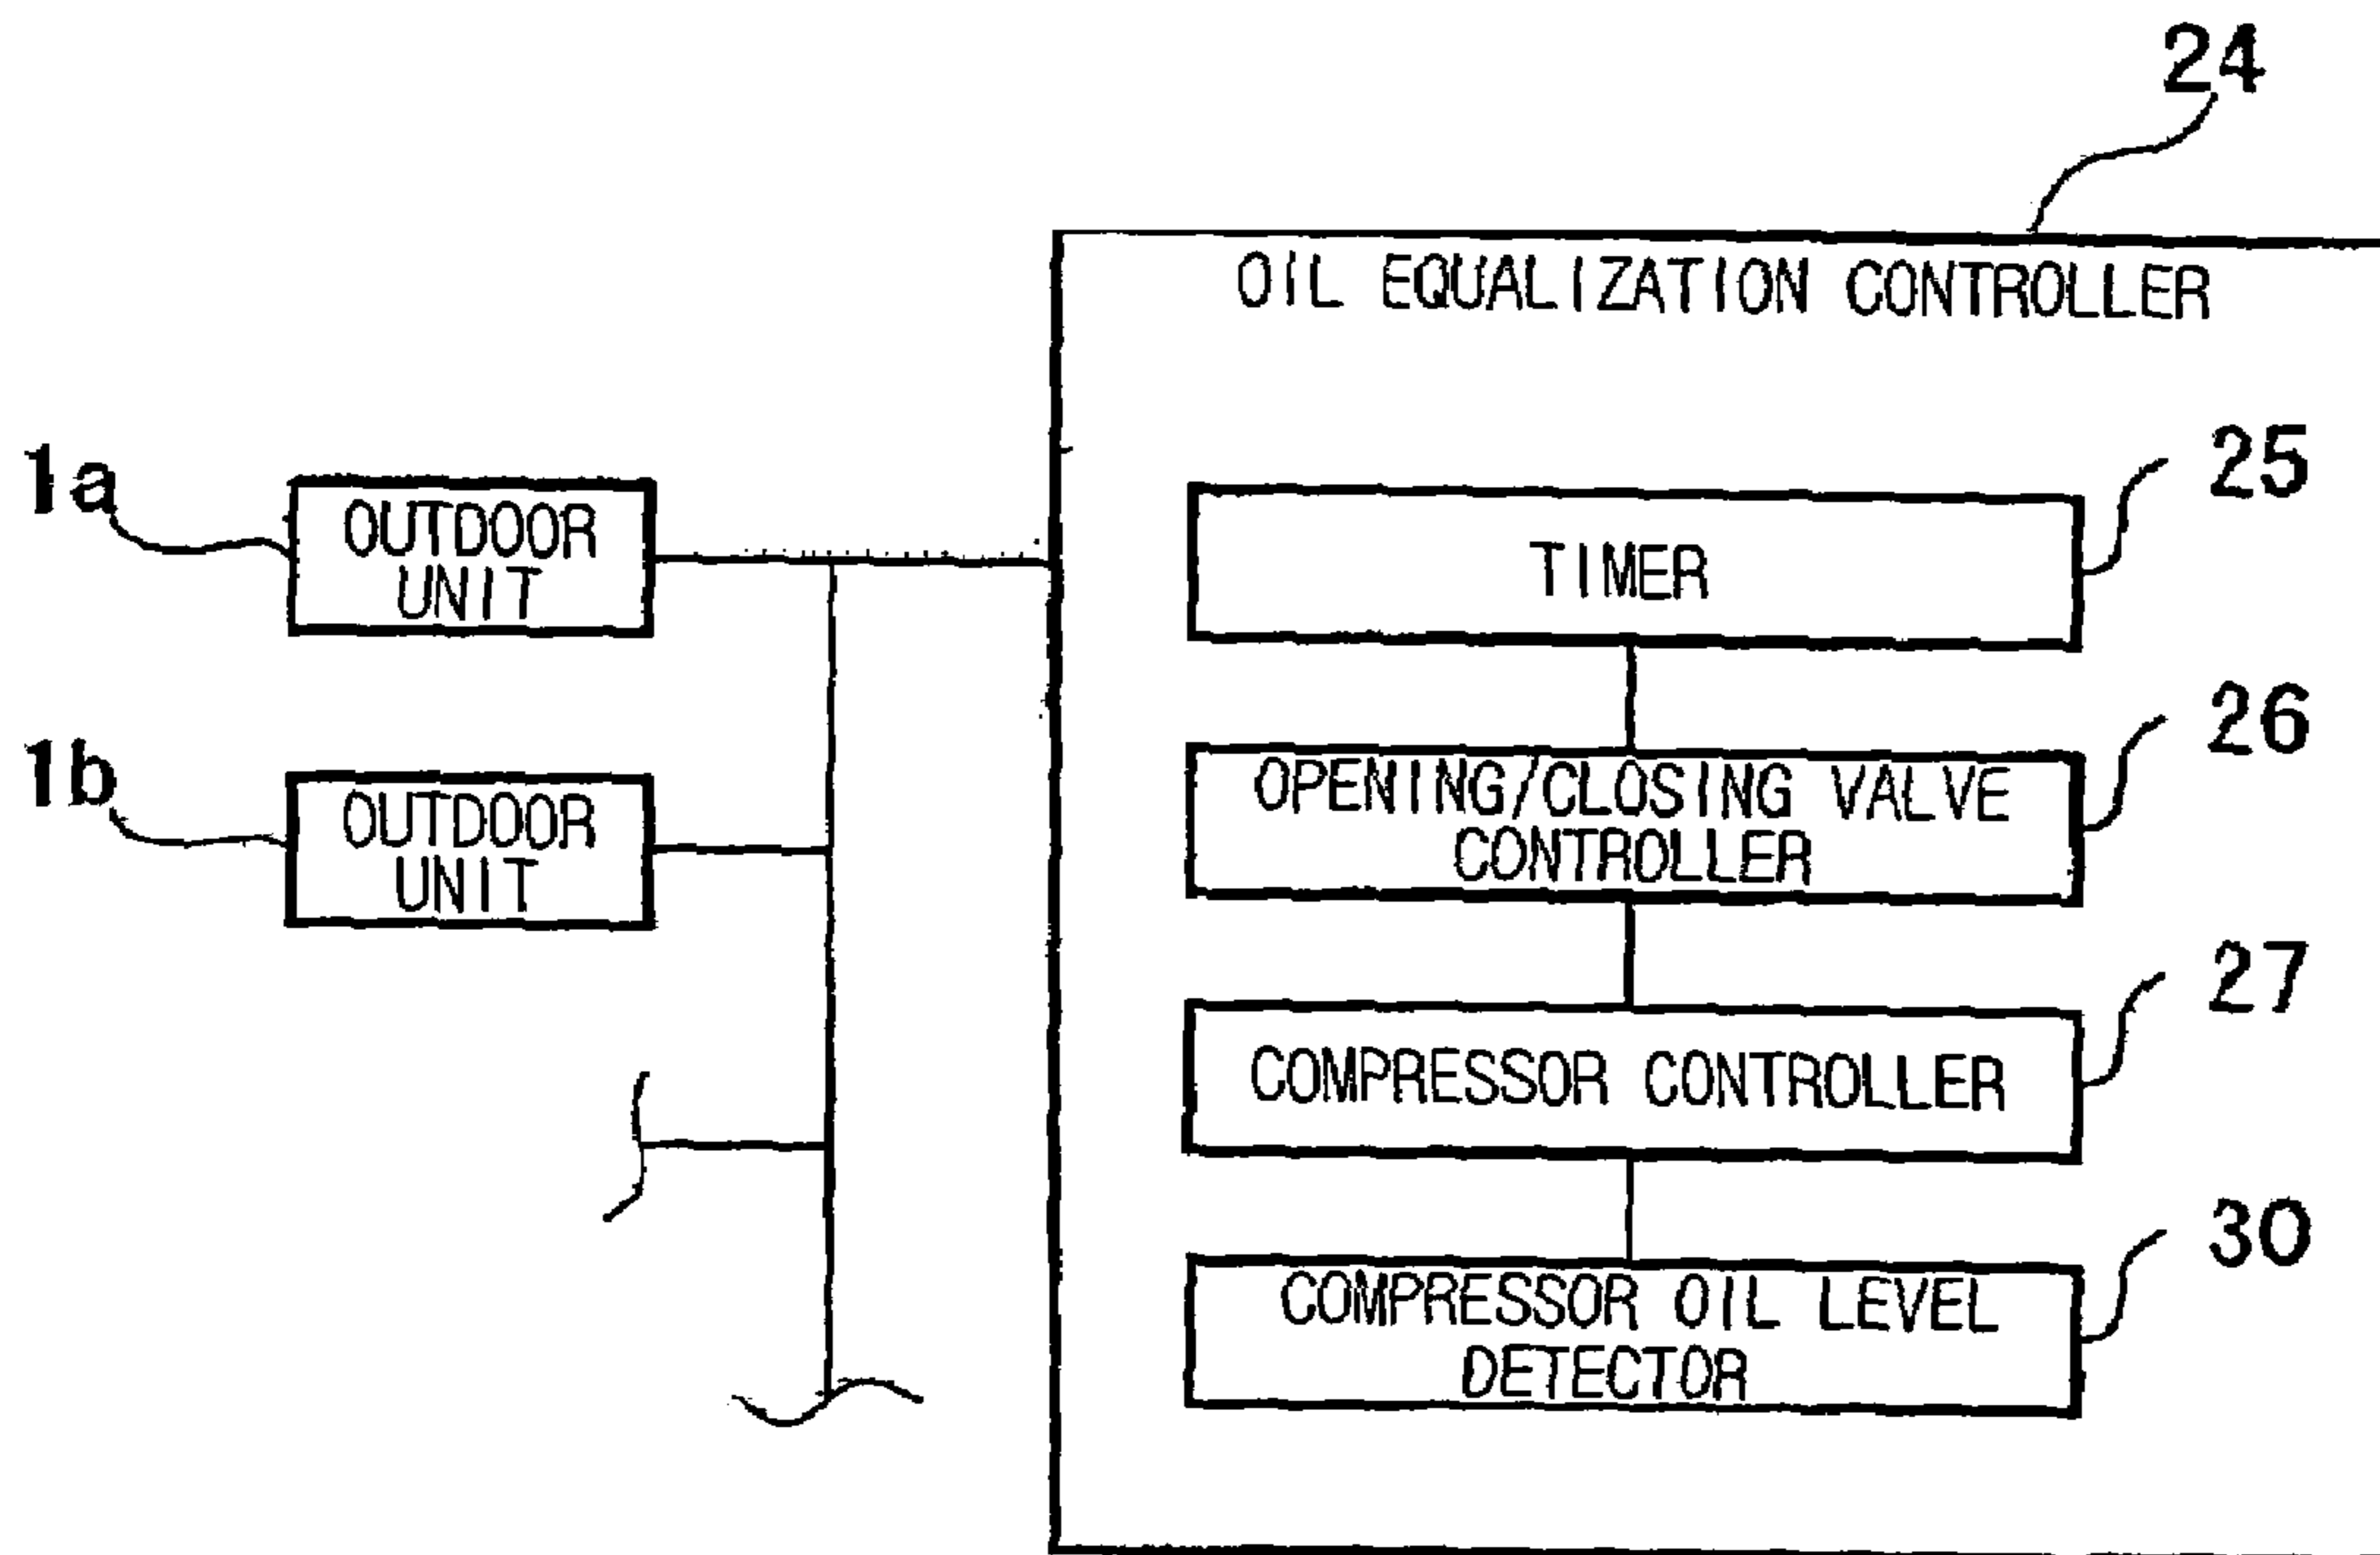 24
OIL EQUALIZATION CONTROLLER
1a
OUTDOOR
UNIT
25
TIMER
1b
OUTDOOR
UNIT
26
OPENING/CLOSING VALVE
CONTROLLER
27
COMPRESSOR CONTROLLER
30
COMPRESSOR OIL LEVEL
DETECTOR